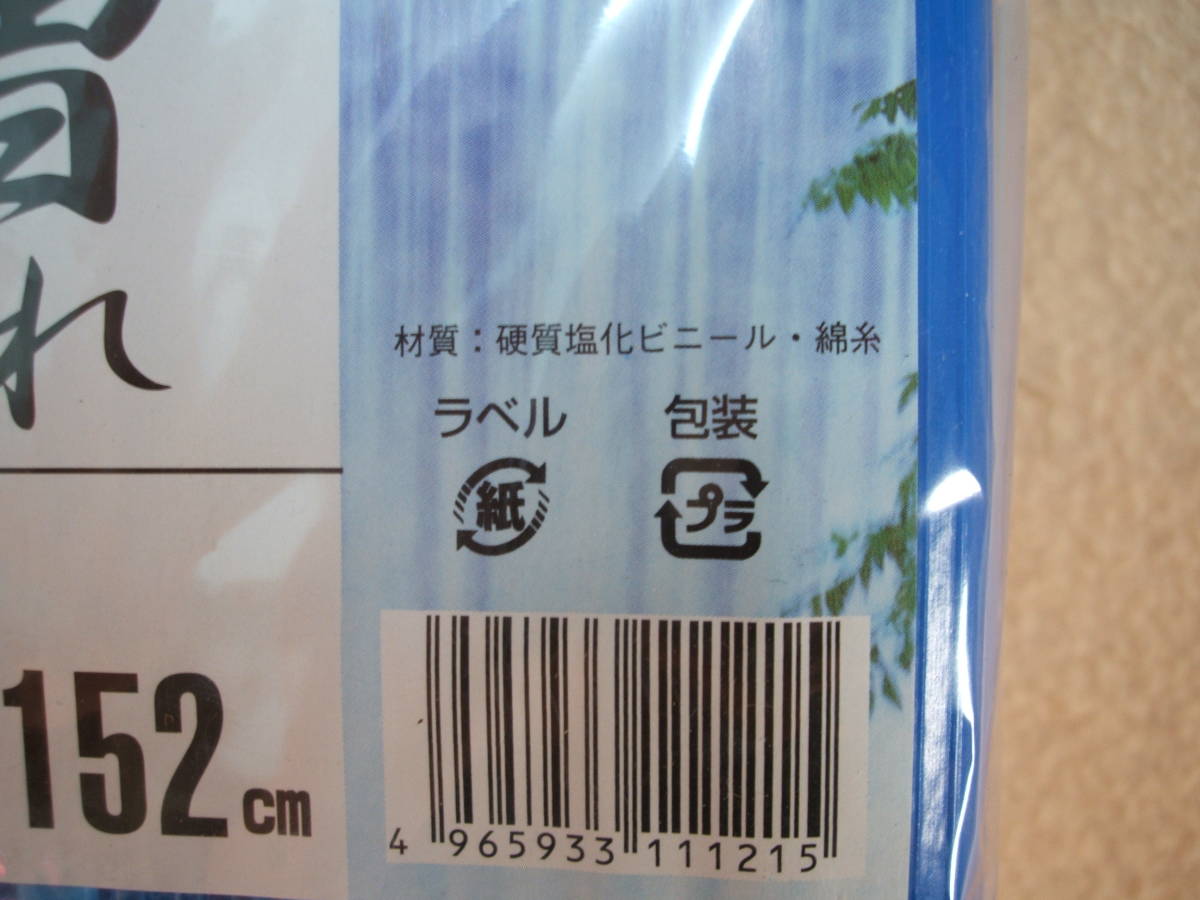 れ
152cm
材質：硬質塩化ビニール・綿糸
ラベル 包装
紙 プラ
4 965933 111215